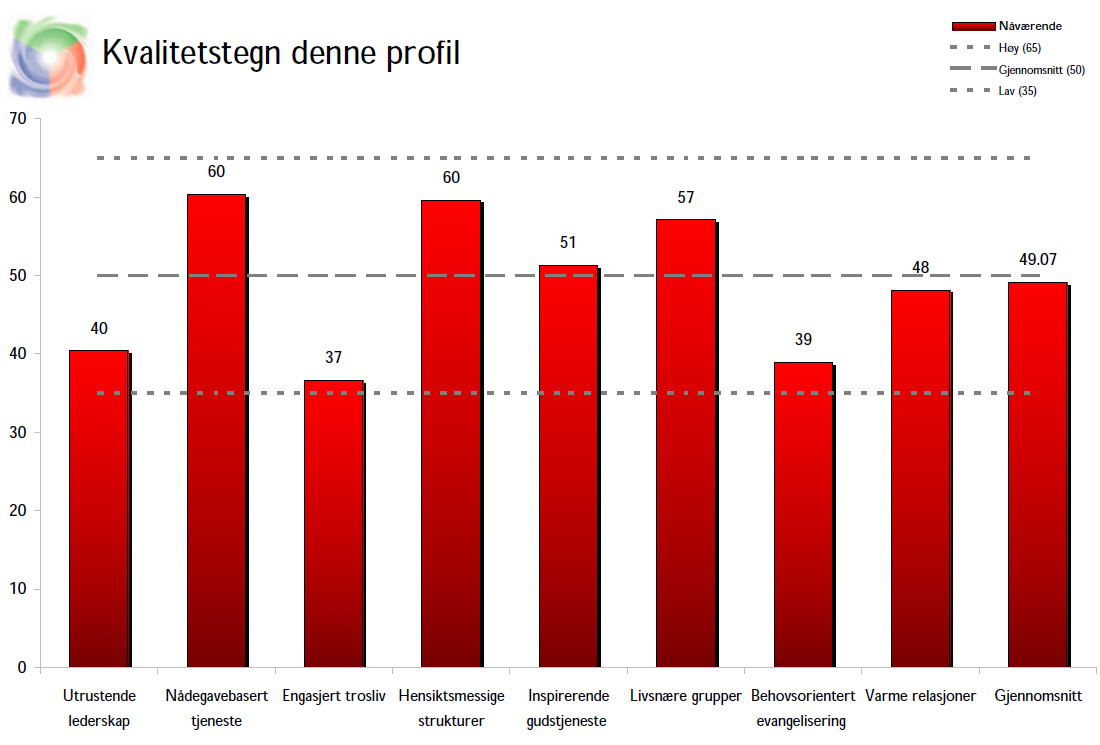 Kvalitetstegn denne profil
Nåværende
Høy (65)
Gjennomsnitt (50)
Lav (35)
70
60
50
40
30
20
10
0
40
60
37
60
51
57
39
48
49.07
Utrustende
lederskap
Nådegavebasert
tjeneste
Engasjert trosliv
Hensiktsmessige
strukturer
Inspirerende
gudstjeneste
Livsnære grupper
Behovsorientert
evangelisering
Varme relasjoner
Gjennomsnitt